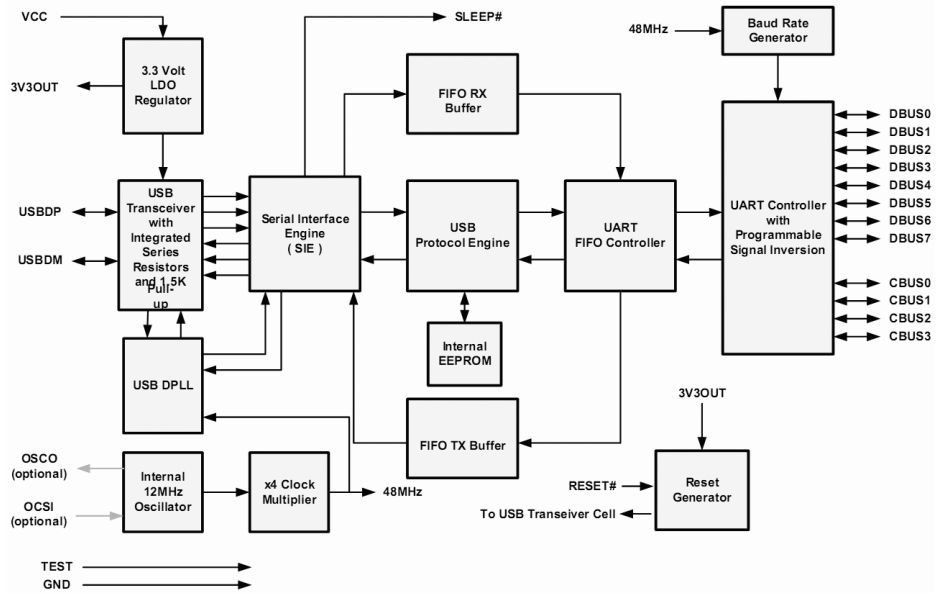 VCC
SLEEP#
48MHz
Baud Rate
Generator
3.3 Volt
LDO
Regulator
3V3OUT
FIFO RX
Buffer
DBUS0
DBUS1
DBUS2
DBUS3
DBUS4
DBUS5
DBUS6
DBUS7
CBUS0
CBUS1
CBUS2
CBUS3
USBDP
USBDM
USB
Transceiver
with
Integrated
Series
Resistors
and 1.5K
Pull-
up
Serial Interface
Engine
( SIE )
USB
Protocol Engine
UART
FIFO Controller
UART Controller
with
Programmable
Signal Inversion
USB DPLL
Internal
EEPROM
3V3OUT
FIFO TX Buffer
OSCO
(optional)
OCSI
(optional)
Internal
12MHz
Oscillator
x4 Clock
Multiplier
48MHz
RESET#
To USB Transeiver Cell
Reset
Generator
TEST
GND